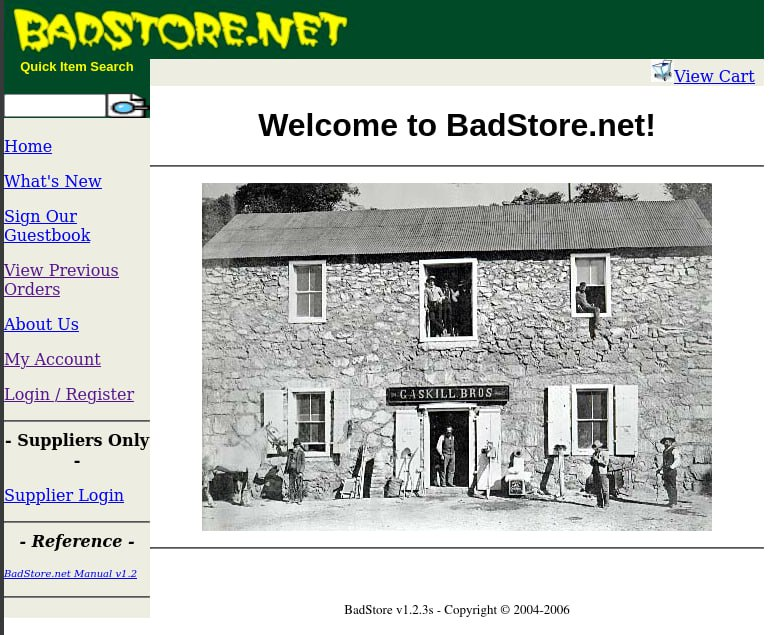 BADSTORE.NET
Quick Item Search
View Cart
Welcome to BadStore.net!
Home
What's New
Sign Our
Guestbook
View Previous
Orders
About Us
My Account
Login / Register
- Suppliers Only
-
Supplier Login
- Reference -
BadStore.net Manual v1.2
GASKILL BROS
BadStore v1.2.3s - Copyright © 2004-2006